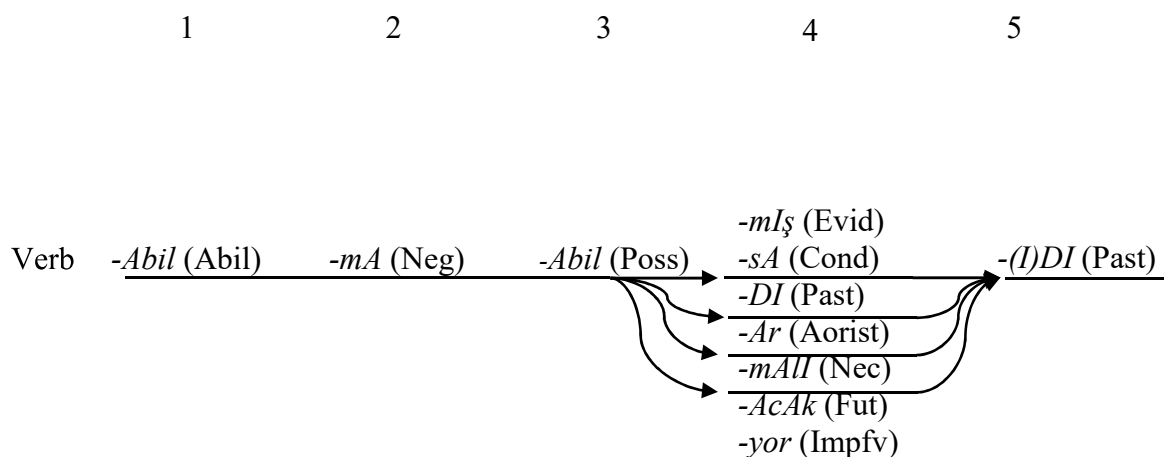 1 2 3 4 5
-mIş (Evid)
Verb -Abil (Abil) -mA (Neg) -Abil (Poss) -sA (Cond) -(I)DI (Past)
-DI (Past)
-Ar (Aorist)
-mAlI (Nec)
-AcAk (Fut)
-yor (Impfv)